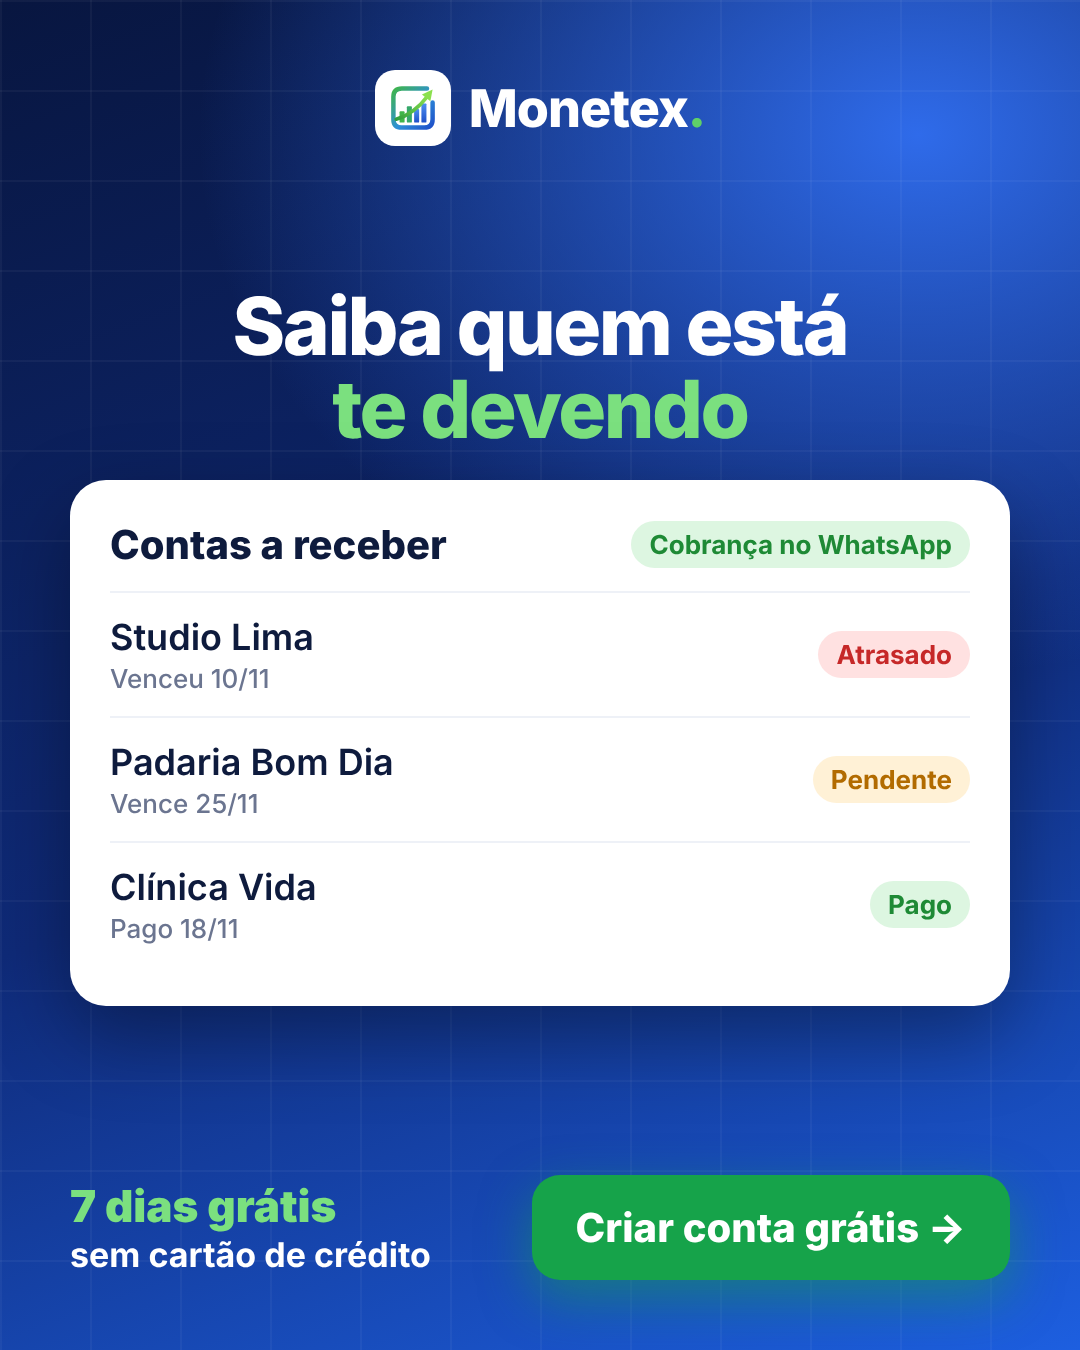 Monetex.
Saiba quem está
te devendo
Contas a receber
Cobrança no WhatsApp
Studio Lima
Venceu 10/11
Atrasado
Padaria Bom Dia
Vence 25/11
Pendente
Clínica Vida
Pago 18/11
Pago
7 dias grátis
sem cartão de crédito
Criar conta grátis →